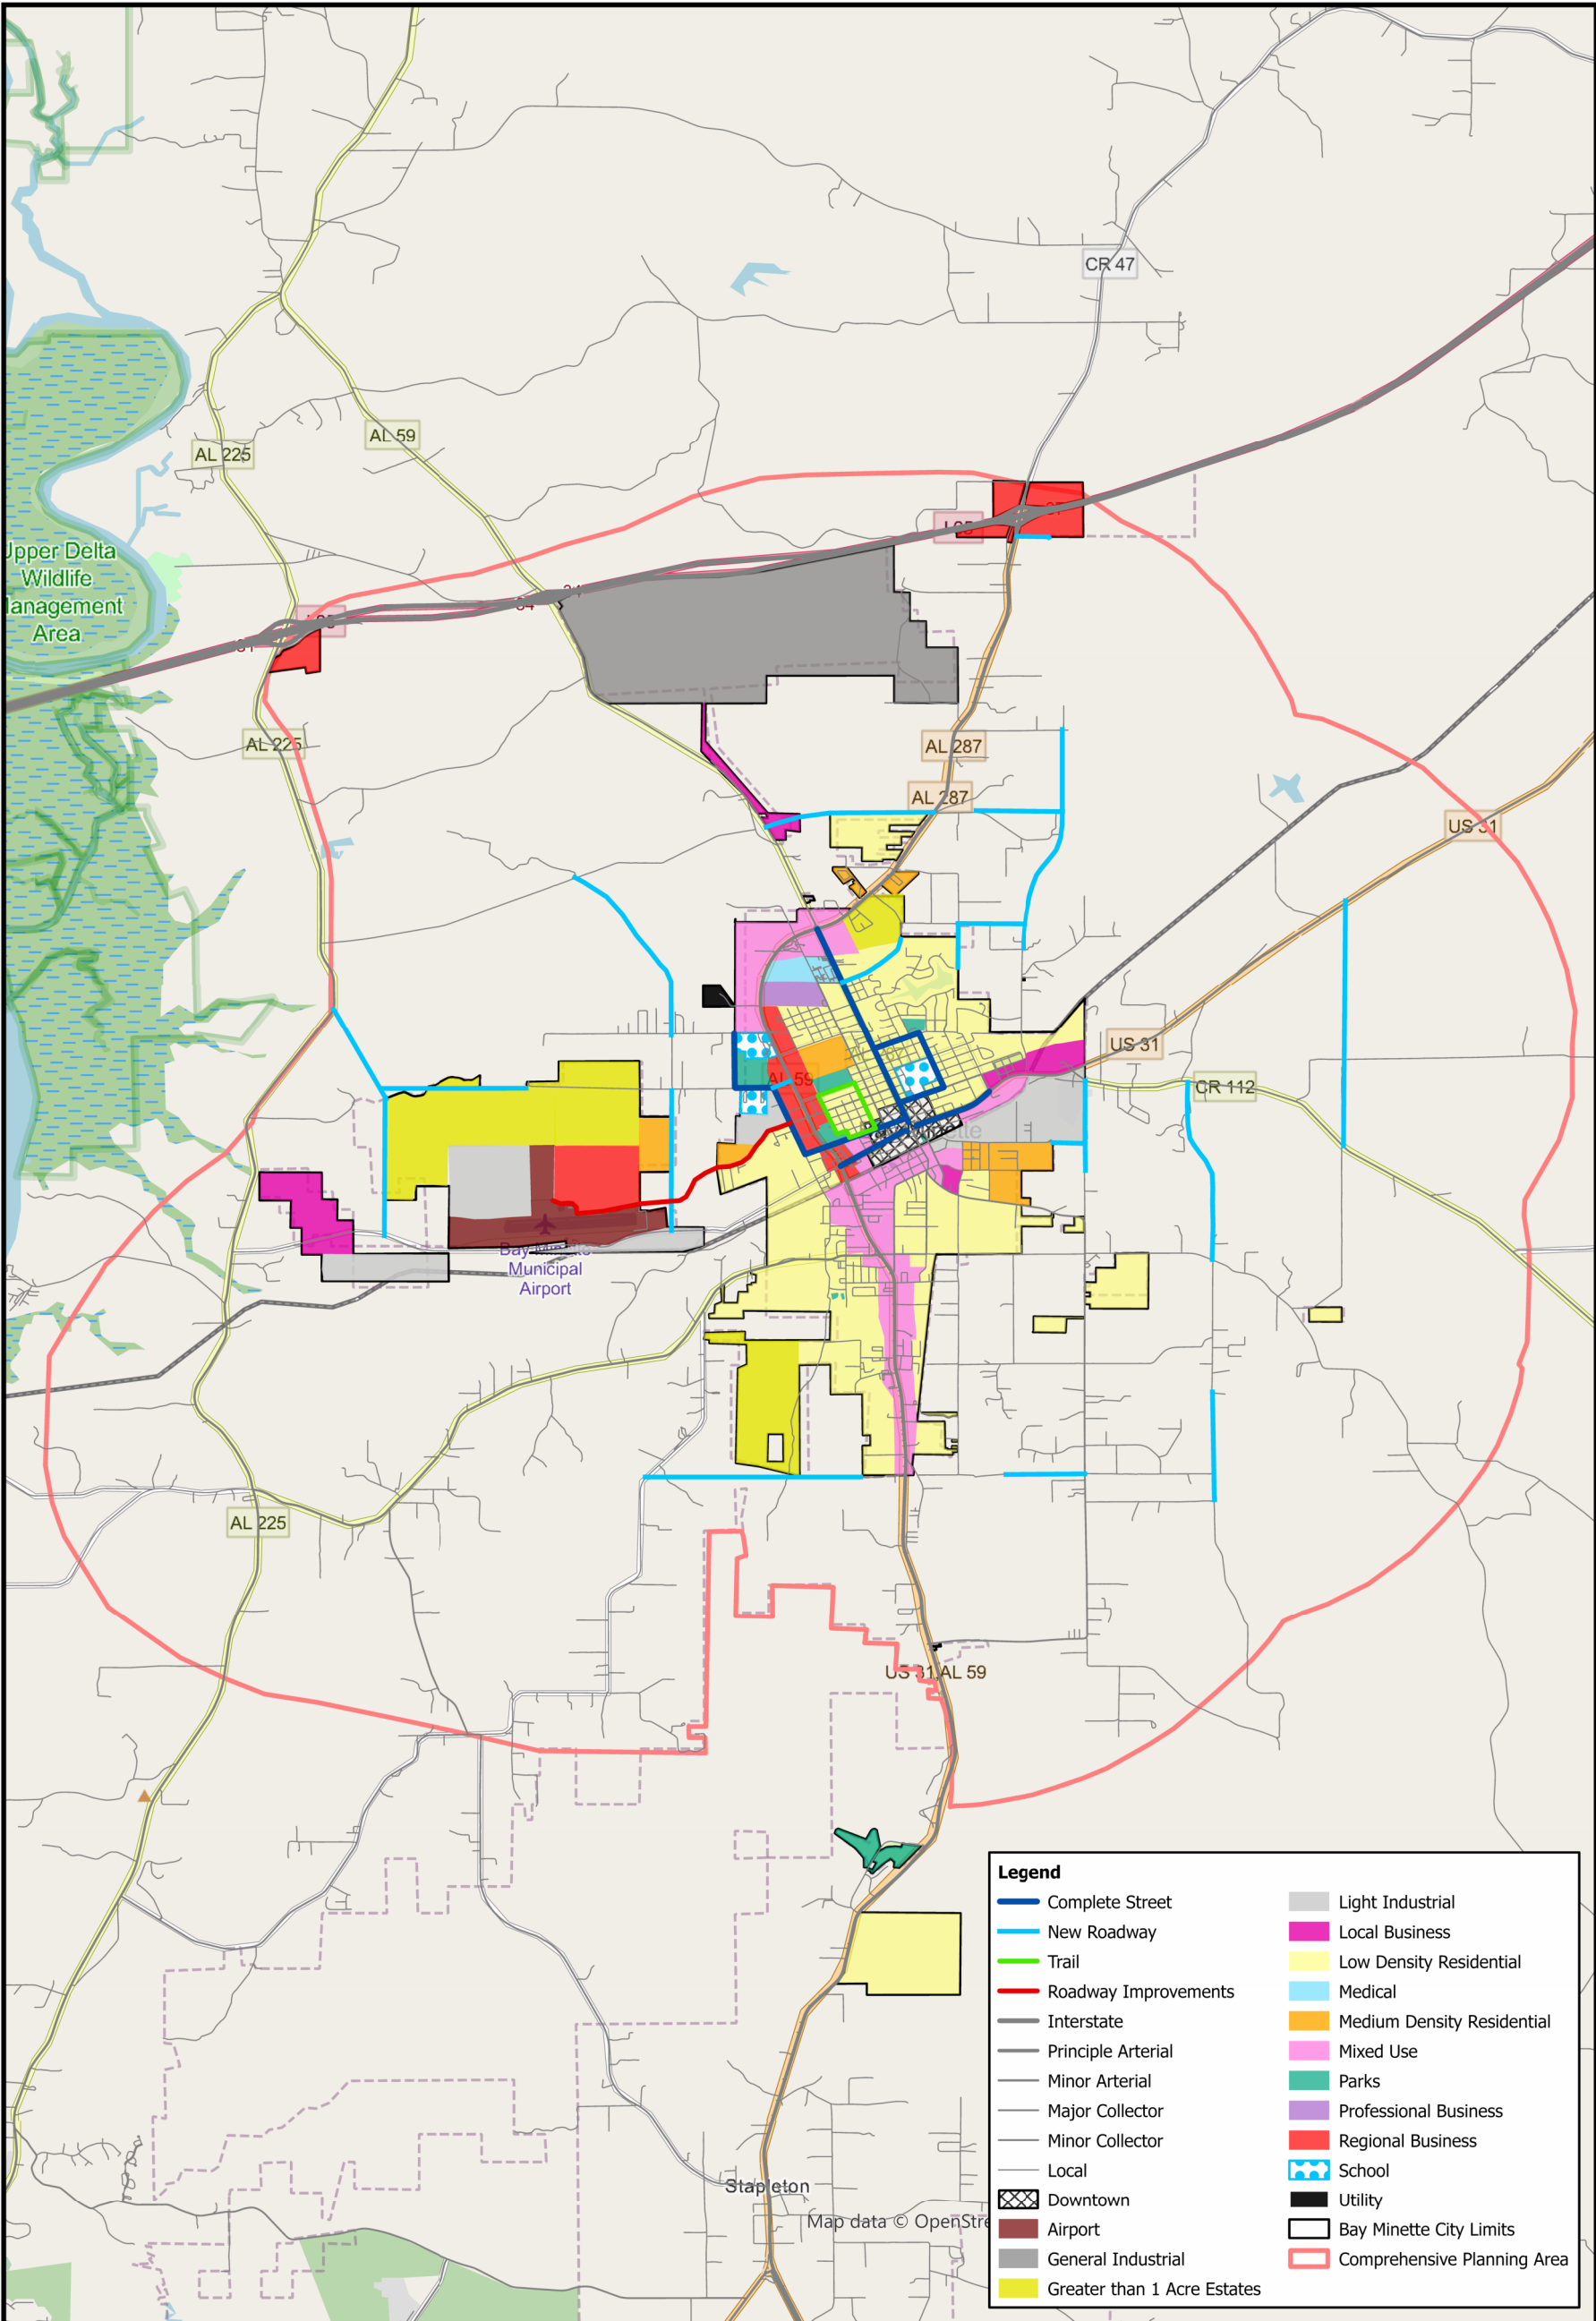 CR 47
AL 59
AL 225
Upper Delta
Wildlife
Management
Area
AL 225
AL 287
AL 287
US 31
US 31
CR 112
AL 59
Bay Minette
Municipal
Airport
AL 225
US 31 AL 59
Stapleton
Map data © OpenStre
Legend
Complete Street
New Roadway
Trail
Roadway Improvements
Interstate
Principle Arterial
Minor Arterial
Major Collector
Minor Collector
Local
Downtown
Airport
General Industrial
Greater than 1 Acre Estates
Light Industrial
Local Business
Low Density Residential
Medical
Medium Density Residential
Mixed Use
Parks
Professional Business
Regional Business
School
Utility
Bay Minette City Limits
Comprehensive Planning Area